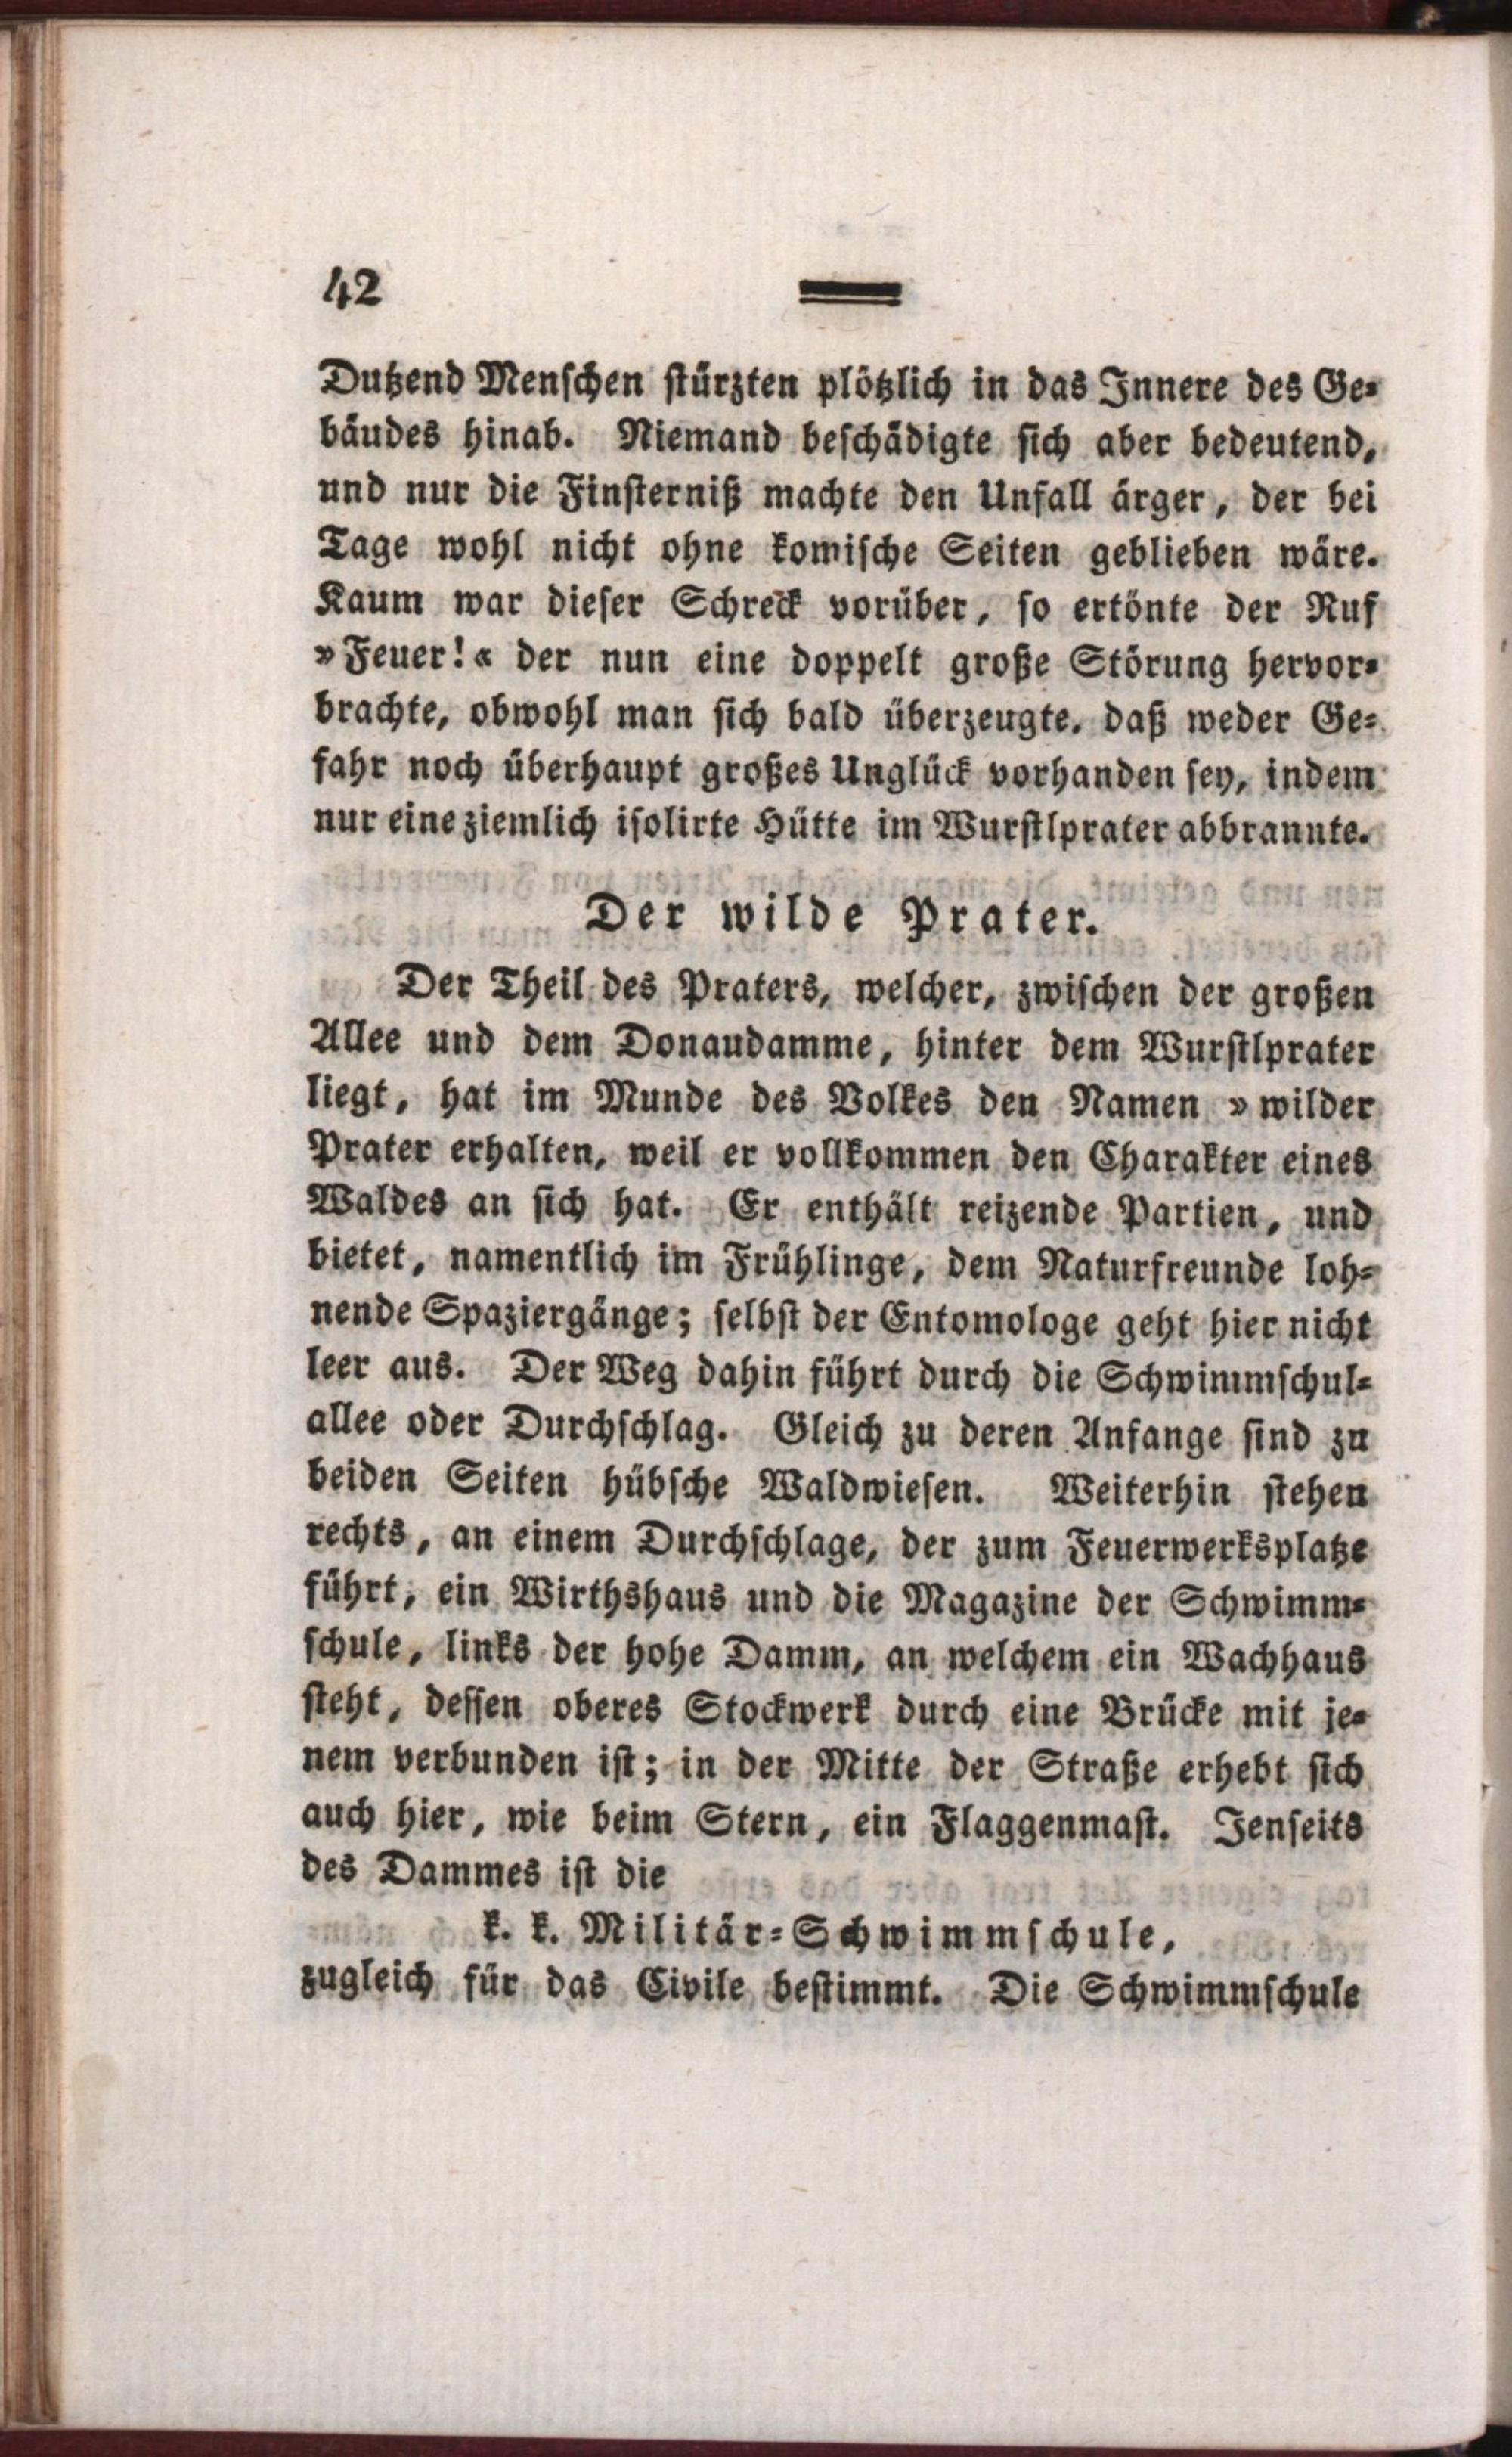 42
Dutzend Menschen stürzten plötzlich in das Innere des Ge-
bäudes hinab. Niemand beschädigte sich aber bedeutend,
und nur die Finsterniß machte den Unfall ärger, der bei
Tage wohl nicht ohne komische Seiten geblieben wäre.
Kaum war dieser Schreck vorüber, so ertönte der Ruf
»Feuer!« der nun eine doppelt große Störung hervor-
brachte, obwohl man sich bald überzeugte, daß weder Ge-
fahr noch überhaupt großes Unglück vorhanden sey, indem
nur eine ziemlich isolirte Hütte im Wurstlprater abbrannte.
Der wilde Prater.
Der Theil des Praters, welcher, zwischen der großen
Allee und dem Donaudamme, hinter dem Wurstlprater
liegt, hat im Munde des Volkes den Namen »wilder
Prater erhalten, weil er vollkommen den Charakter eines
Waldes an sich hat. Er enthält reizende Partien, und
bietet, namentlich im Frühlinge, dem Naturfreunde loh-
nende Spaziergänge; selbst der Entomologe geht hier nicht
leer aus. Der Weg dahin führt durch die Schwimmschul-
allee oder Durchschlag. Gleich zu deren Anfange sind zu
beiden Seiten hübsche Waldwiesen. Weiterhin stehen
rechts, an einem Durchschlage, der zum Feuerwerksplatze
führt, ein Wirthshaus und die Magazine der Schwimm-
schule, links der hohe Damm, an welchem ein Wachhaus
steht, dessen oberes Stockwerk durch eine Brücke mit je-
nem verbunden ist; in der Mitte der Straße erhebt sich
auch hier, wie beim Stern, ein Flaggenmast. Jenseits
des Dammes ist die
k. k. Militär-Schwimmschule,
zugleich für das Civile bestimmt. Die Schwimmschule